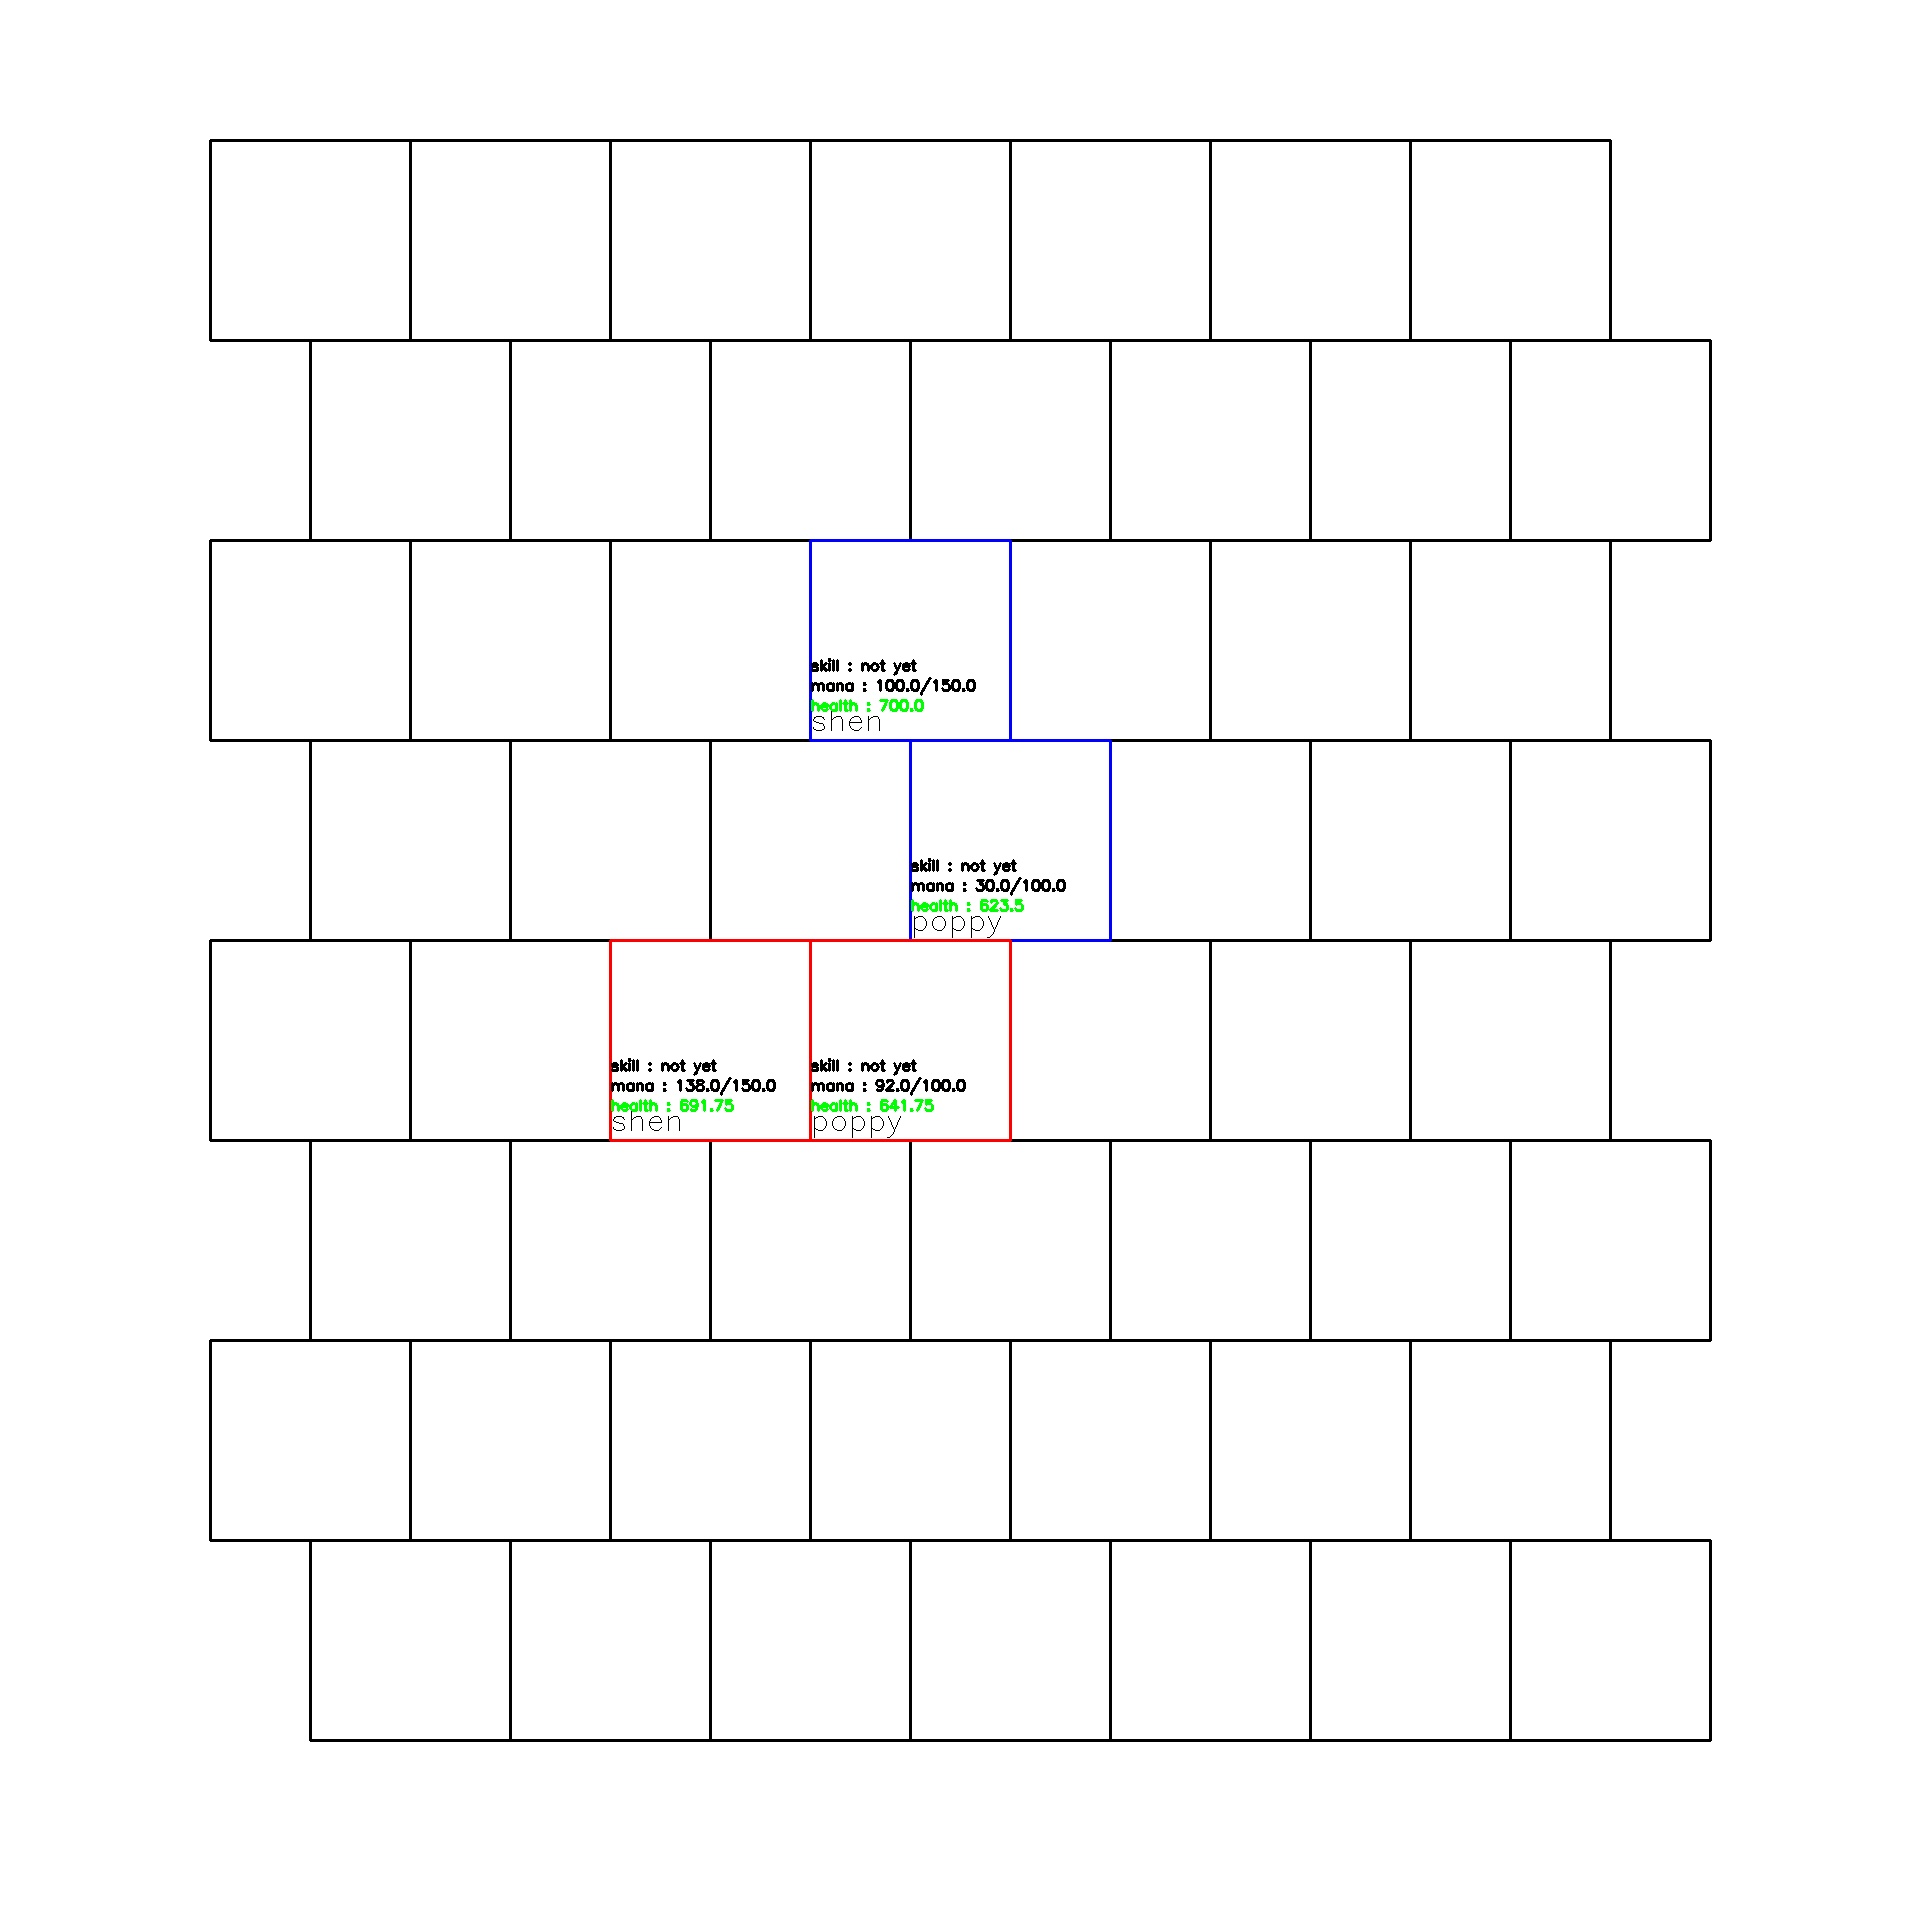 skill : not yet
mana : 100.0/150.0
health : 700.0
shen
skill : not yet
mana : 30.0/100.0
health : 623.5
poppy
skill : not yet
mana : 138.0/150.0
health : 691.75
shen
skill : not yet
mana : 92.0/100.0
health : 641.75
poppy